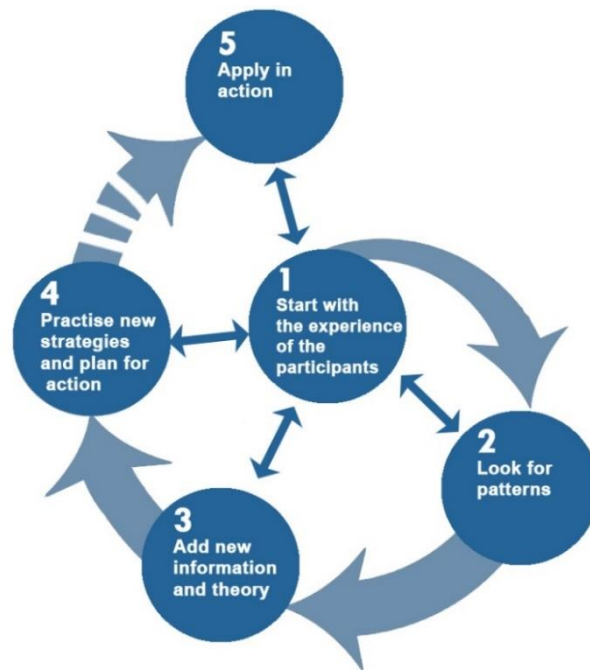 5
Apply in
action
1
Start with
the experience
of the
participants
2
Look for
patterns
3
Add new
information
and theory
4
Practise new
strategies
and plan for
action